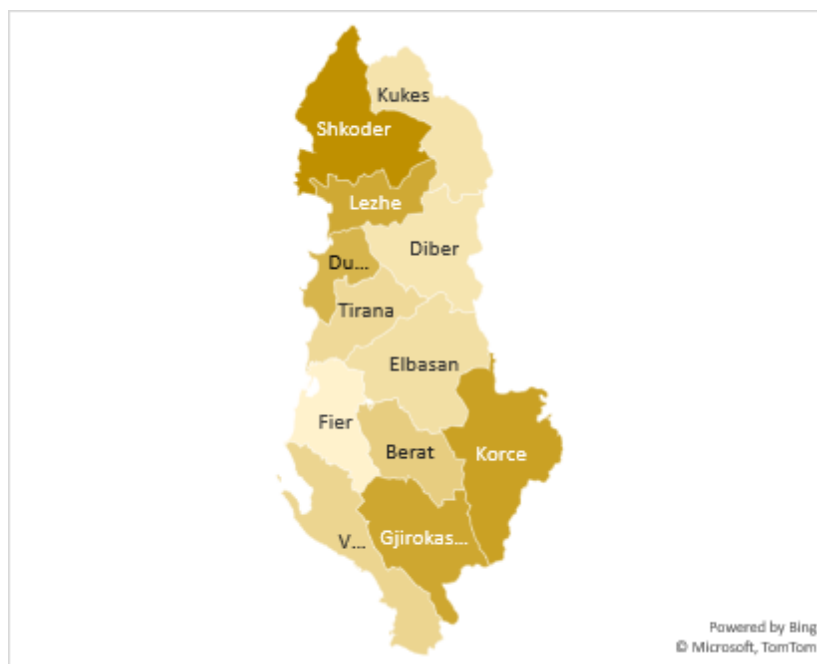 Kukes
Shkoder
Lezhe
Diber
Du...
Tirana
Elbasan
Fier
Berat
Korce
Gjirokas...
V...
Powered by Bing
© Microsoft, TomTom